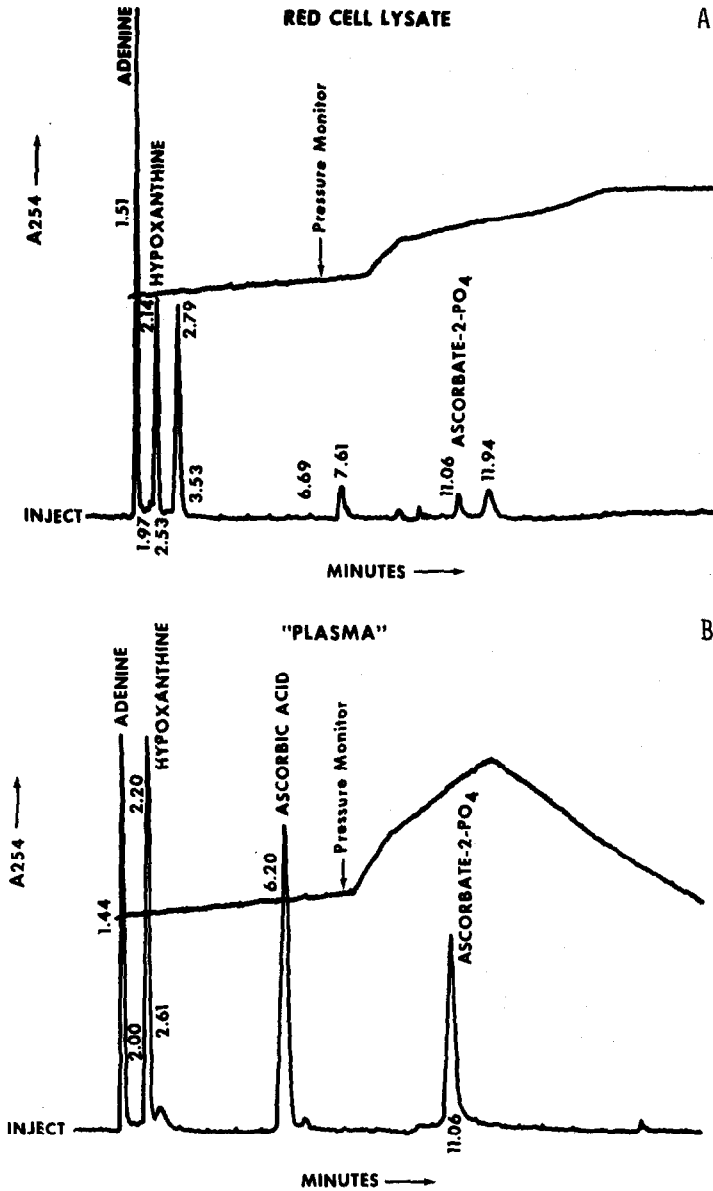 RED CELL LYSATE
A
ADENINE
A254
1.51
HYPOXANTHINE
2.14
2.79
Pressure Monitor
ASCORBATE-2-PO4
3.53
6.69
7.61
11.06
11.94
INJECT
1.97
2.53
MINUTES
"PLASMA"
B
ADENINE
HYPOXANTHINE
ASCORBIC ACID
Pressure Monitor
ASCORBATE-2-PO4
A254
2.20
6.20
1.44
2.00
2.61
INJECT
11.06
MINUTES